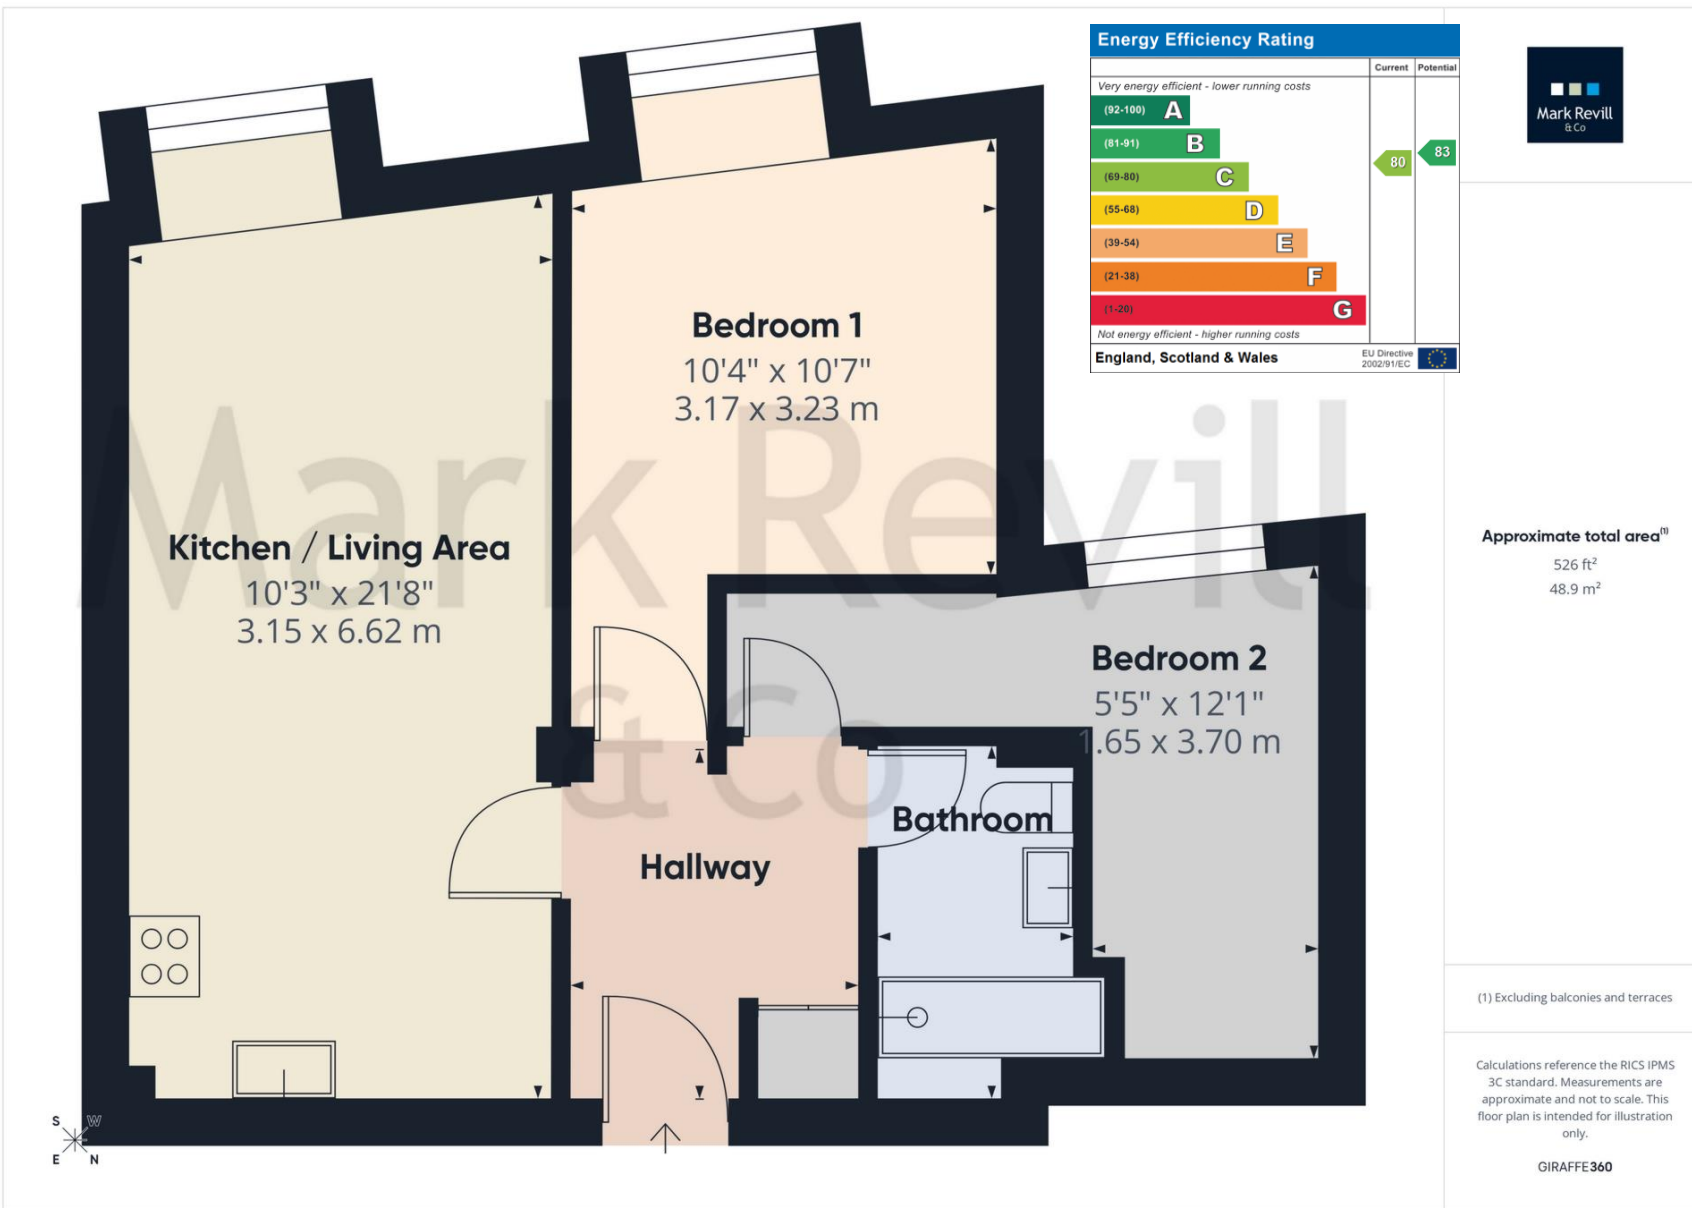 Energy Efficiency Rating
Current Potential
Very energy efficient - lower running costs
(92-100) A
(81-91) B
(69-80) C
(55-68) D
(39-54) E
(21-38) F
(1-20) G
80
83
Not energy efficient - higher running costs
England, Scotland & Wales
EU Directive
2002/91/EC
Mark Revill
& Co
Bedroom 1
10'4" x 10'7"
3.17 x 3.23 m
Kitchen / Living Area
10'3" x 21'8"
3.15 x 6.62 m
Bedroom 2
5'5" x 12'1"
1.65 x 3.70 m
Bathroom
Hallway
Mark Revill
& Co
S W
E N
Approximate total area(1)
526 ft²
48.9 m²
(1) Excluding balconies and terraces
Calculations reference the RICS IPMS
3C standard. Measurements are
approximate and not to scale. This
floor plan is intended for illustration
only.
GIRAFFE360